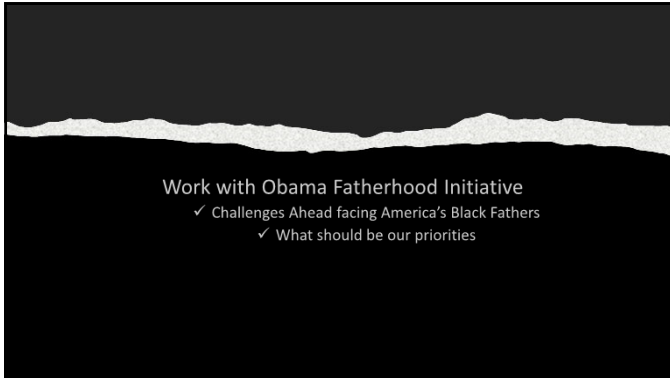 Work with Obama Fatherhood Initiative
✓ Challenges Ahead facing America’s Black Fathers
✓ What should be our priorities